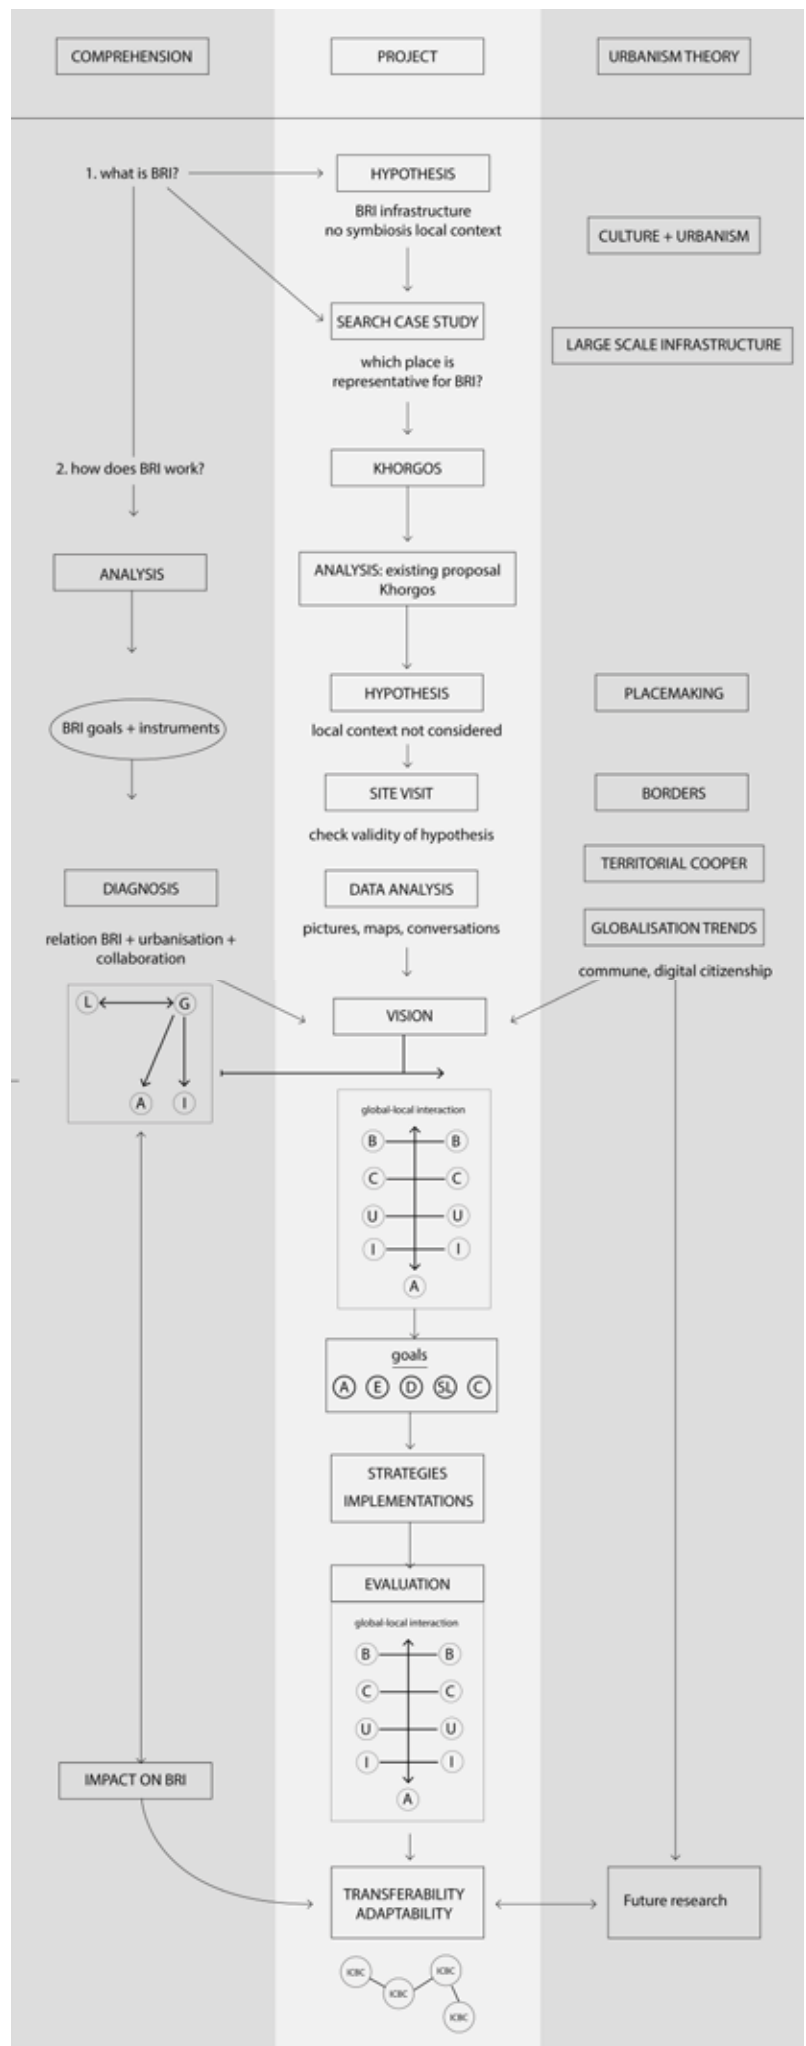 COMPREHENSION
PROJECT
URBANISM THEORY
1. what is BRI?
HYPOTHESIS
BRI infrastructure
no symbiosis local context
CULTURE + URBANISM
SEARCH CASE STUDY
LARGE SCALE INFRASTRUCTURE
which place is
representative for BRI?
2. how does BRI work?
KHORGOS
ANALYSIS
ANALYSIS: existing proposal
Khorgos
HYPOTHESIS
PLACEMAKING
BRI goals + instruments
local context not considered
SITE VISIT
BORDERS
check validity of hypothesis
TERRITORIAL COOPER
DIAGNOSIS
DATA ANALYSIS
relation BRI + urbanisation +
collaboration
pictures, maps, conversations
GLOBALISATION TRENDS
commune, digital citizenship
L G
A I
VISION
global-local interaction
B B
C C
U U
I I
A
goals
A E D SL C
STRATEGIES
IMPLEMENTATIONS
EVALUATION
global-local interaction
B B
C C
U U
I I
A
IMPACT ON BRI
TRANSFERABILITY
ADAPTABILITY
Future research
ICBC
ICBC
ICBC
ICBC